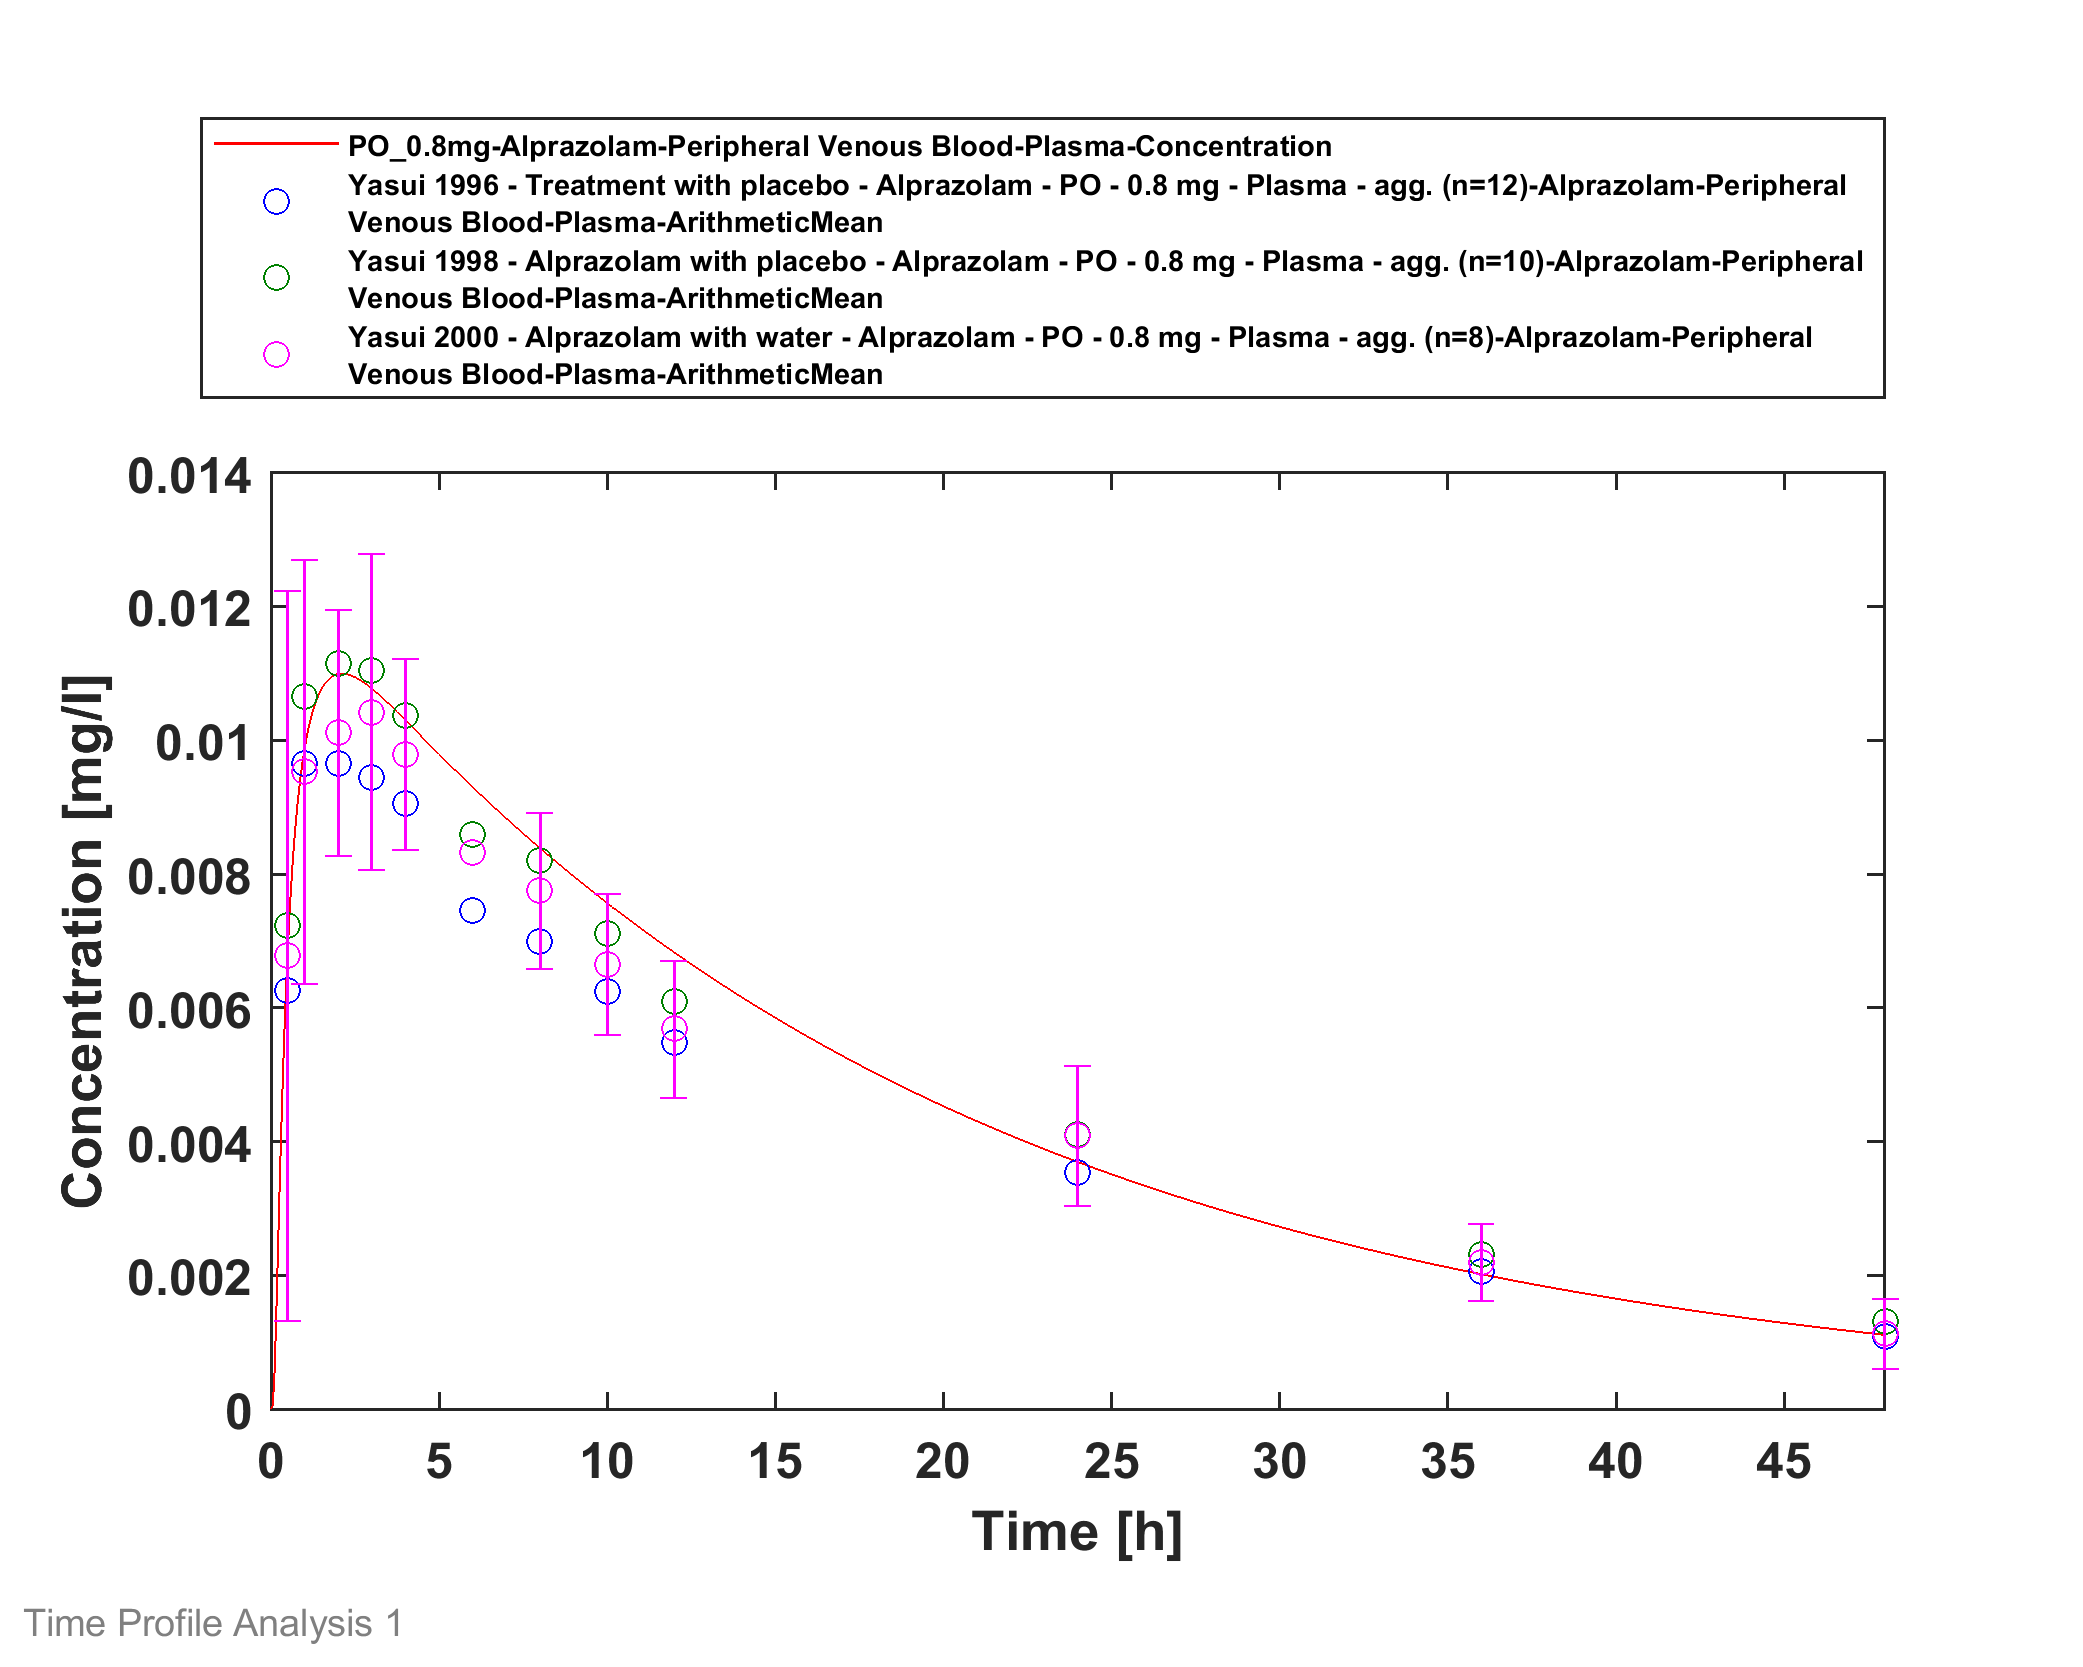 PO_0.8mg-Alprazolam-Peripheral Venous Blood-Plasma-Concentration
Yasui 1996 - Treatment with placebo - Alprazolam - PO - 0.8 mg - Plasma - agg. (n=12)-Alprazolam-Peripheral
Venous Blood-Plasma-ArithmeticMean
Yasui 1998 - Alprazolam with placebo - Alprazolam - PO - 0.8 mg - Plasma - agg. (n=10)-Alprazolam-Peripheral
Venous Blood-Plasma-ArithmeticMean
Yasui 2000 - Alprazolam with water - Alprazolam - PO - 0.8 mg - Plasma - agg. (n=8)-Alprazolam-Peripheral
Venous Blood-Plasma-ArithmeticMean
0.014
0.012
0.01
0.008
0.006
0.004
0.002
0
Concentration [mg/l]
0 5 10 15 20 25 30 35 40 45
Time [h]
Time Profile Analysis 1